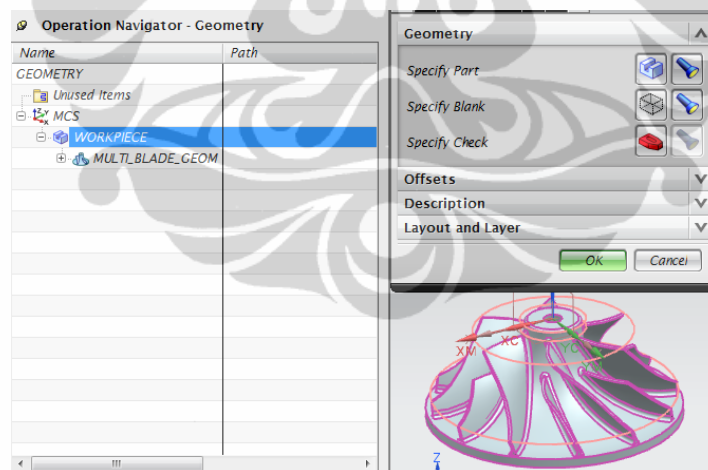 Operation Navigator - Geometry
Name Path
GEOMETRY
Unused Items
MCS
WORKPIECE
MULTI_BLADE_GEOM
Geometry
Specify Part
Specify Blank
Specify Check
Offsets
Description
Layout and Layer
OK Cancel
XM XC YC
Z